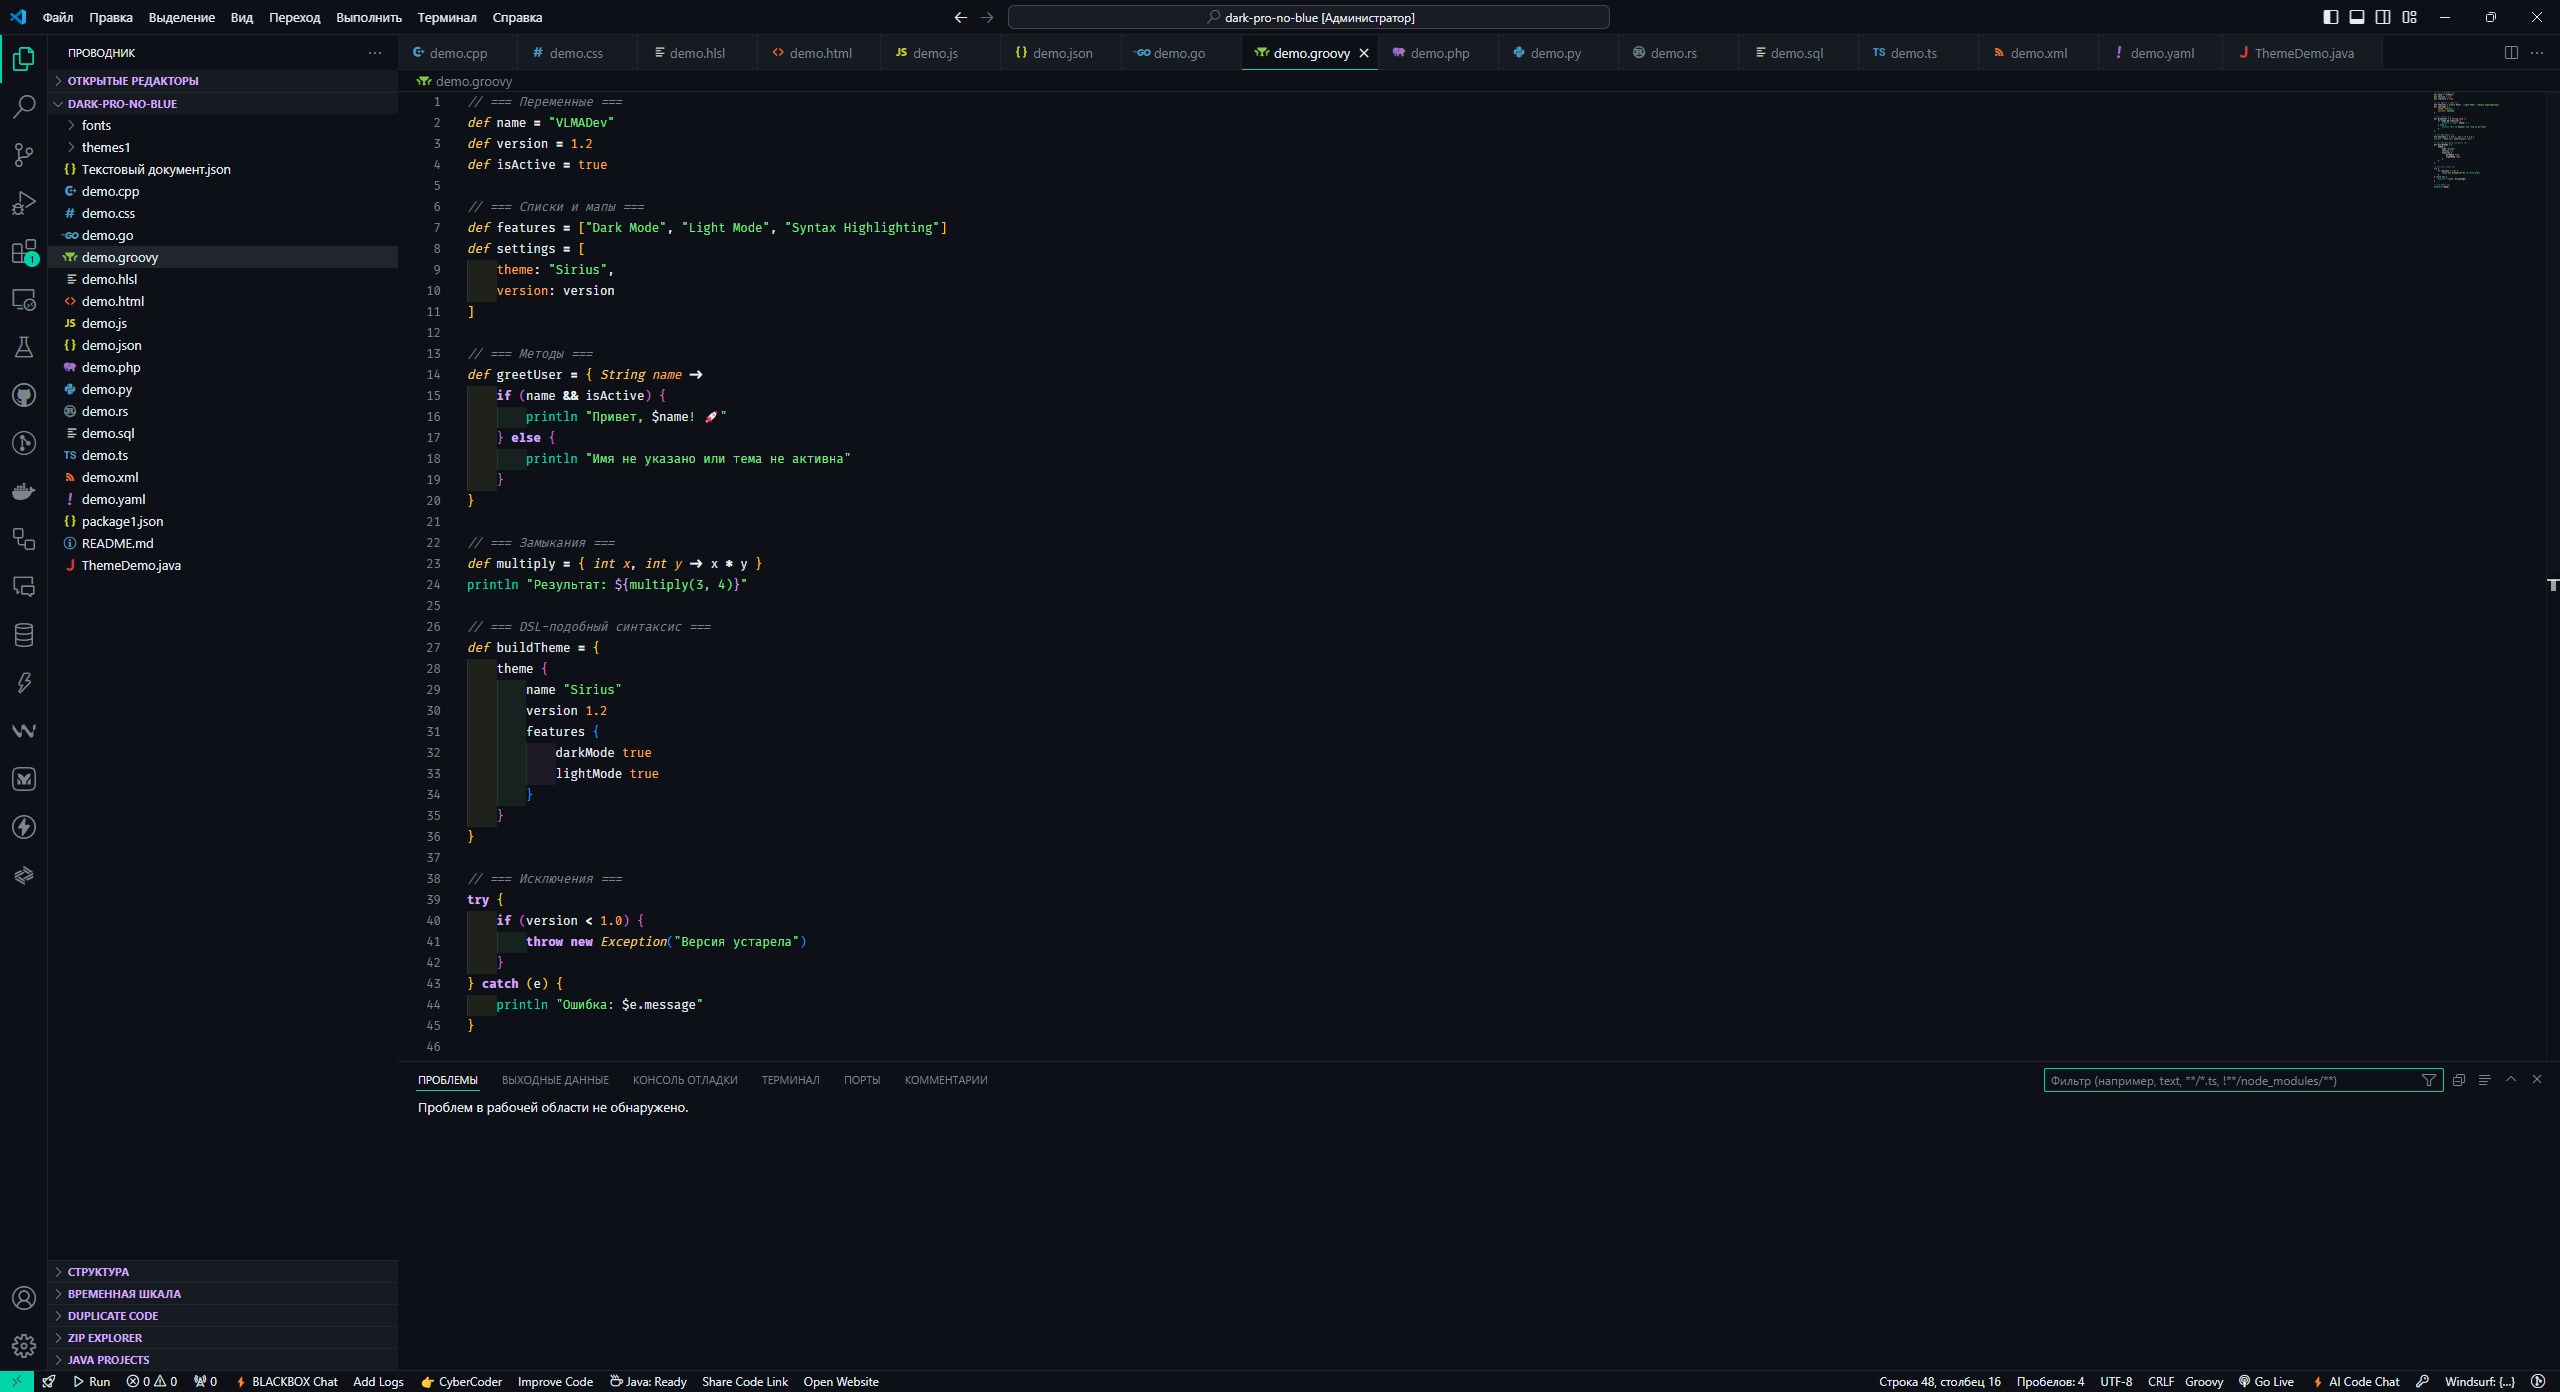 Файл Правка Выделение Вид Переход Выполнить Терминал Справка
dark-pro-no-blue [Администратор]
ПРОВОДНИК
ОТКРЫТЫЕ РЕДАКТОРЫ
DARK-PRO-NO-BLUE
fonts
themes1
Текстовый документ.json
demo.cpp
demo.css
demo.go
demo.groovy
demo.hlsl
demo.html
demo.js
demo.json
demo.php
demo.py
demo.rs
demo.sql
demo.ts
demo.xml
demo.yaml
package1.json
README.md
ThemeDemo.java
СТРУКТУРА
ВРЕМЕННАЯ ШКАЛА
DUPLICATE CODE
ZIP EXPLORER
JAVA PROJECTS
demo.cpp demo.css demo.hlsl demo.html demo.js demo.json demo.go demo.groovy demo.php demo.py demo.rs demo.sql demo.ts demo.xml demo.yaml ThemeDemo.java
demo.groovy
1 // === Переменные ===
2 def name = "VLMADev"
3 def version = 1.2
4 def isActive = true
5
6 // === Списки и мапы ===
7 def features = ["Dark Mode", "Light Mode", "Syntax Highlighting"]
8 def settings = [
9 theme: "Sirius",
10 version: version
11 ]
12
13 // === Методы ===
14 def greetUser = { String name ->
15 if (name && isActive) {
16 println "Привет, $name! 🚀"
17 } else {
18 println "Имя не указано или тема не активна"
19 }
20 }
21
22 // === Замыкания ===
23 def multiply = { int x, int y -> x * y }
24 println "Результат: ${multiply(3, 4)}"
25
26 // === DSL-подобный синтаксис ===
27 def buildTheme = {
28 theme {
29 name "Sirius"
30 version 1.2
31 features {
32 darkMode true
33 lightMode true
34 }
35 }
36 }
37
38 // === Исключения ===
39 try {
40 if (version < 1.0) {
41 throw new Exception("Версия устарела")
42 }
43 } catch (e) {
44 println "Ошибка: $e.message"
45 }
46
ПРОБЛЕМЫ ВЫХОДНЫЕ ДАННЫЕ КОНСОЛЬ ОТЛАДКИ ТЕРМИНАЛ ПОРТЫ КОММЕНТАРИИ
Фильтр (например, text, **/*.ts, !**/node_modules/**)
Проблем в рабочей области не обнаружено.
Run 0 0 0 BLACKBOX Chat Add Logs 👉 CyberCoder Improve Code Java: Ready Share Code Link Open Website
Строка 48, столбец 16 Пробелов: 4 UTF-8 CRLF Groovy Go Live AI Code Chat Windsurf: {...}